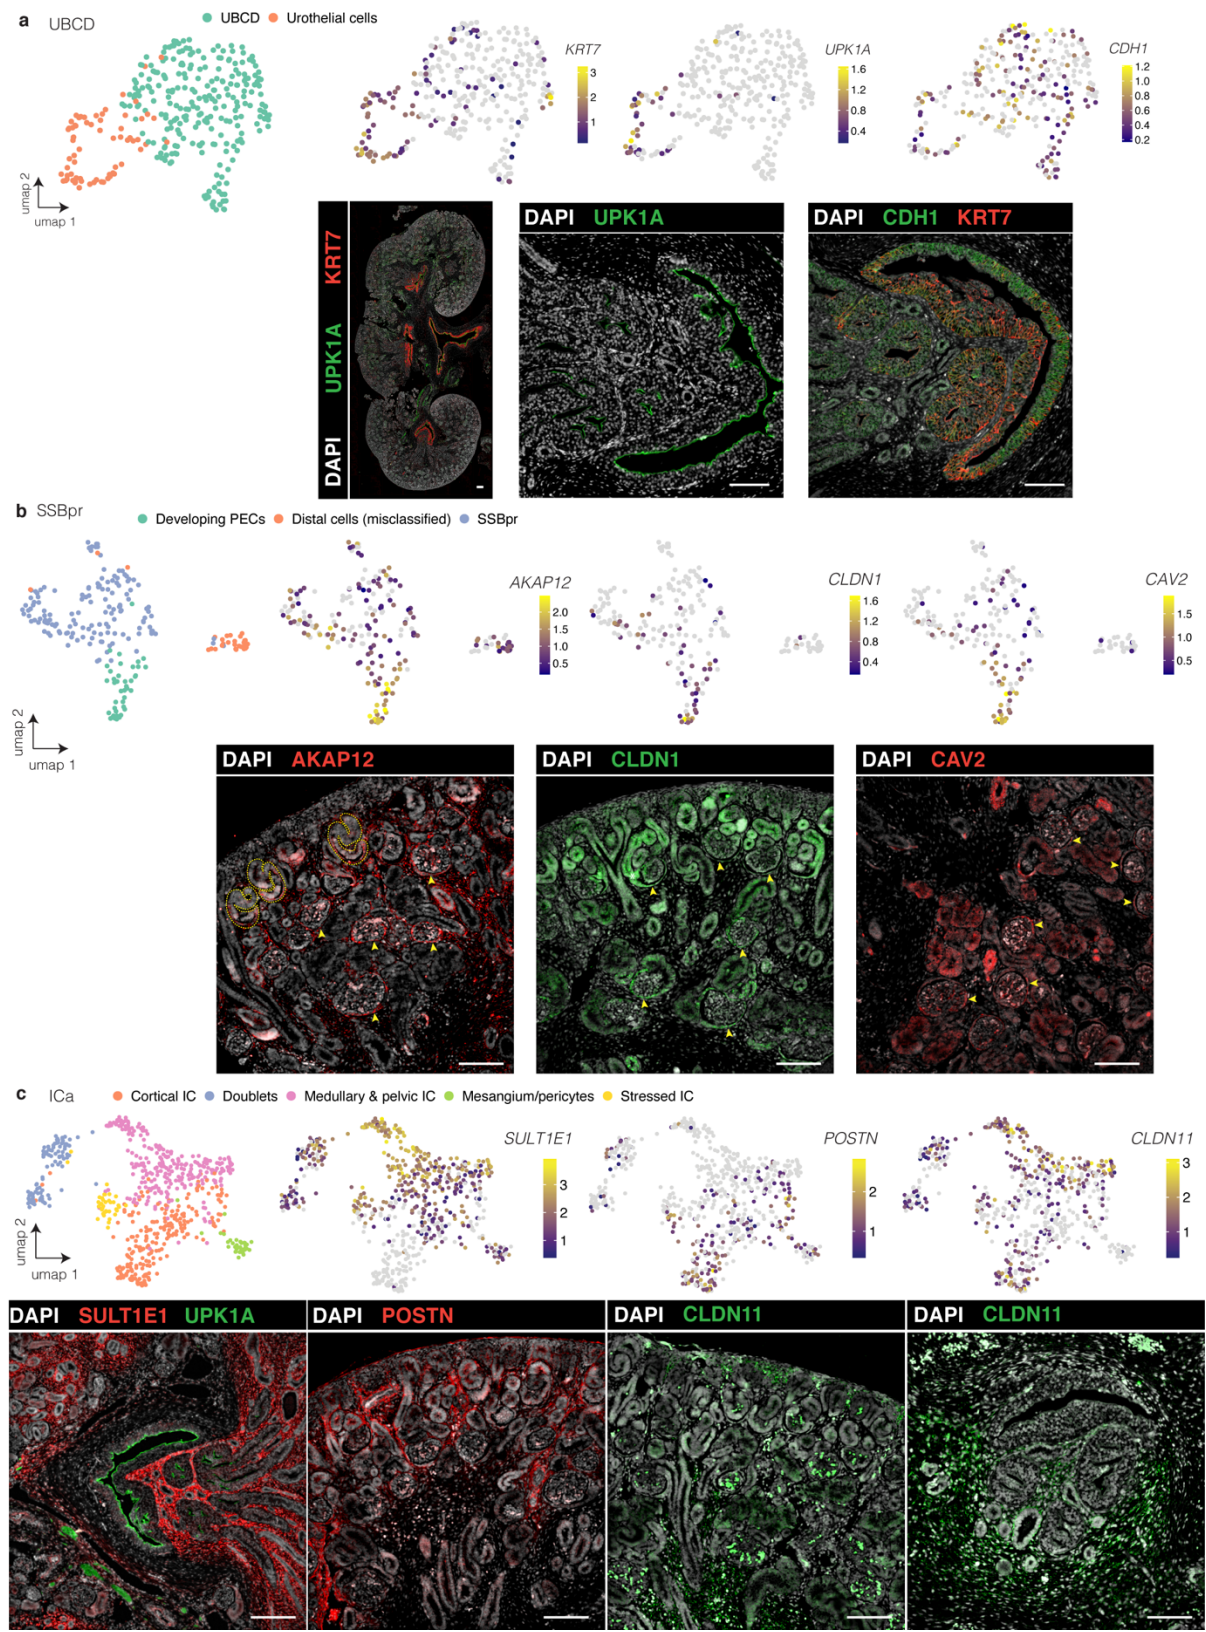 a UBCD
UBCD Urothelial cells
KRT7
3
2
1
UPK1A
1.6
1.2
0.8
0.4
CDH1
1.2
1.0
0.8
0.6
0.4
0.2
umap 2
umap 1
DAPI UPK1A KRT7
DAPI UPK1A
DAPI CDH1 KRT7
b SSBpr
Developing PECs Distal cells (misclassified) SSBpr
AKAP12
2.0
1.5
1.0
0.5
CLDN1
1.6
1.2
0.8
0.4
CAV2
1.5
1.0
0.5
umap 2
umap 1
DAPI AKAP12
DAPI CLDN1
DAPI CAV2
c ICa
Cortical IC Doublets Medullary & pelvic IC Mesangium/pericytes Stressed IC
SULT1E1
3
2
1
POSTN
2
1
CLDN11
3
2
1
umap 2
umap 1
DAPI SULT1E1 UPK1A
DAPI POSTN
DAPI CLDN11
DAPI CLDN11